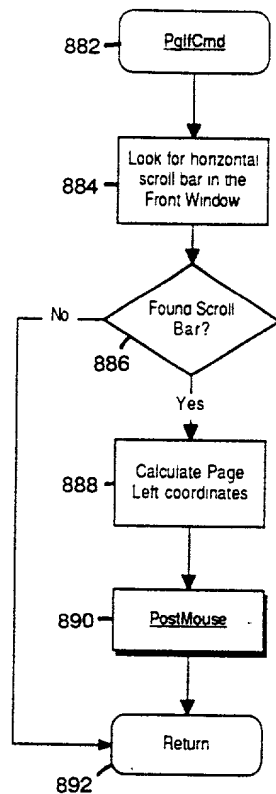 PglfCmd
882
Look for horizontal
scroll bar in the
Front Window
884
No
Found Scroll
Bar?
886
Yes
Calculate Page
Left coordinates
888
PostMouse
890
Return
892